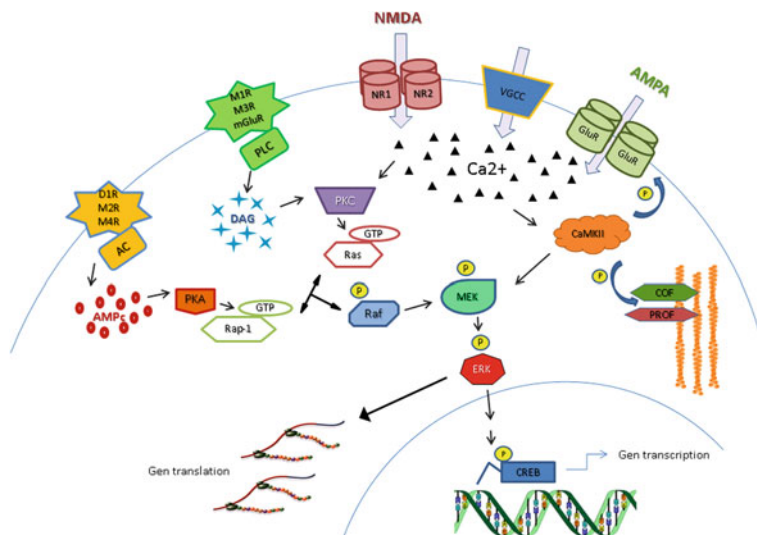 NMDA
NR1
NR2
VGCC
AMPA
GluR
GluR
M1R
M3R
mGluR
PLC
Ca2+
D1R
M2R
M4R
AC
DAG
PKC
GTP
Ras
P
CaMKII
P
COF
PROF
AMPc
PKA
GTP
Rap-1
P
Raf
P
MEK
P
ERK
Gen translation
P
CREB
Gen transcription